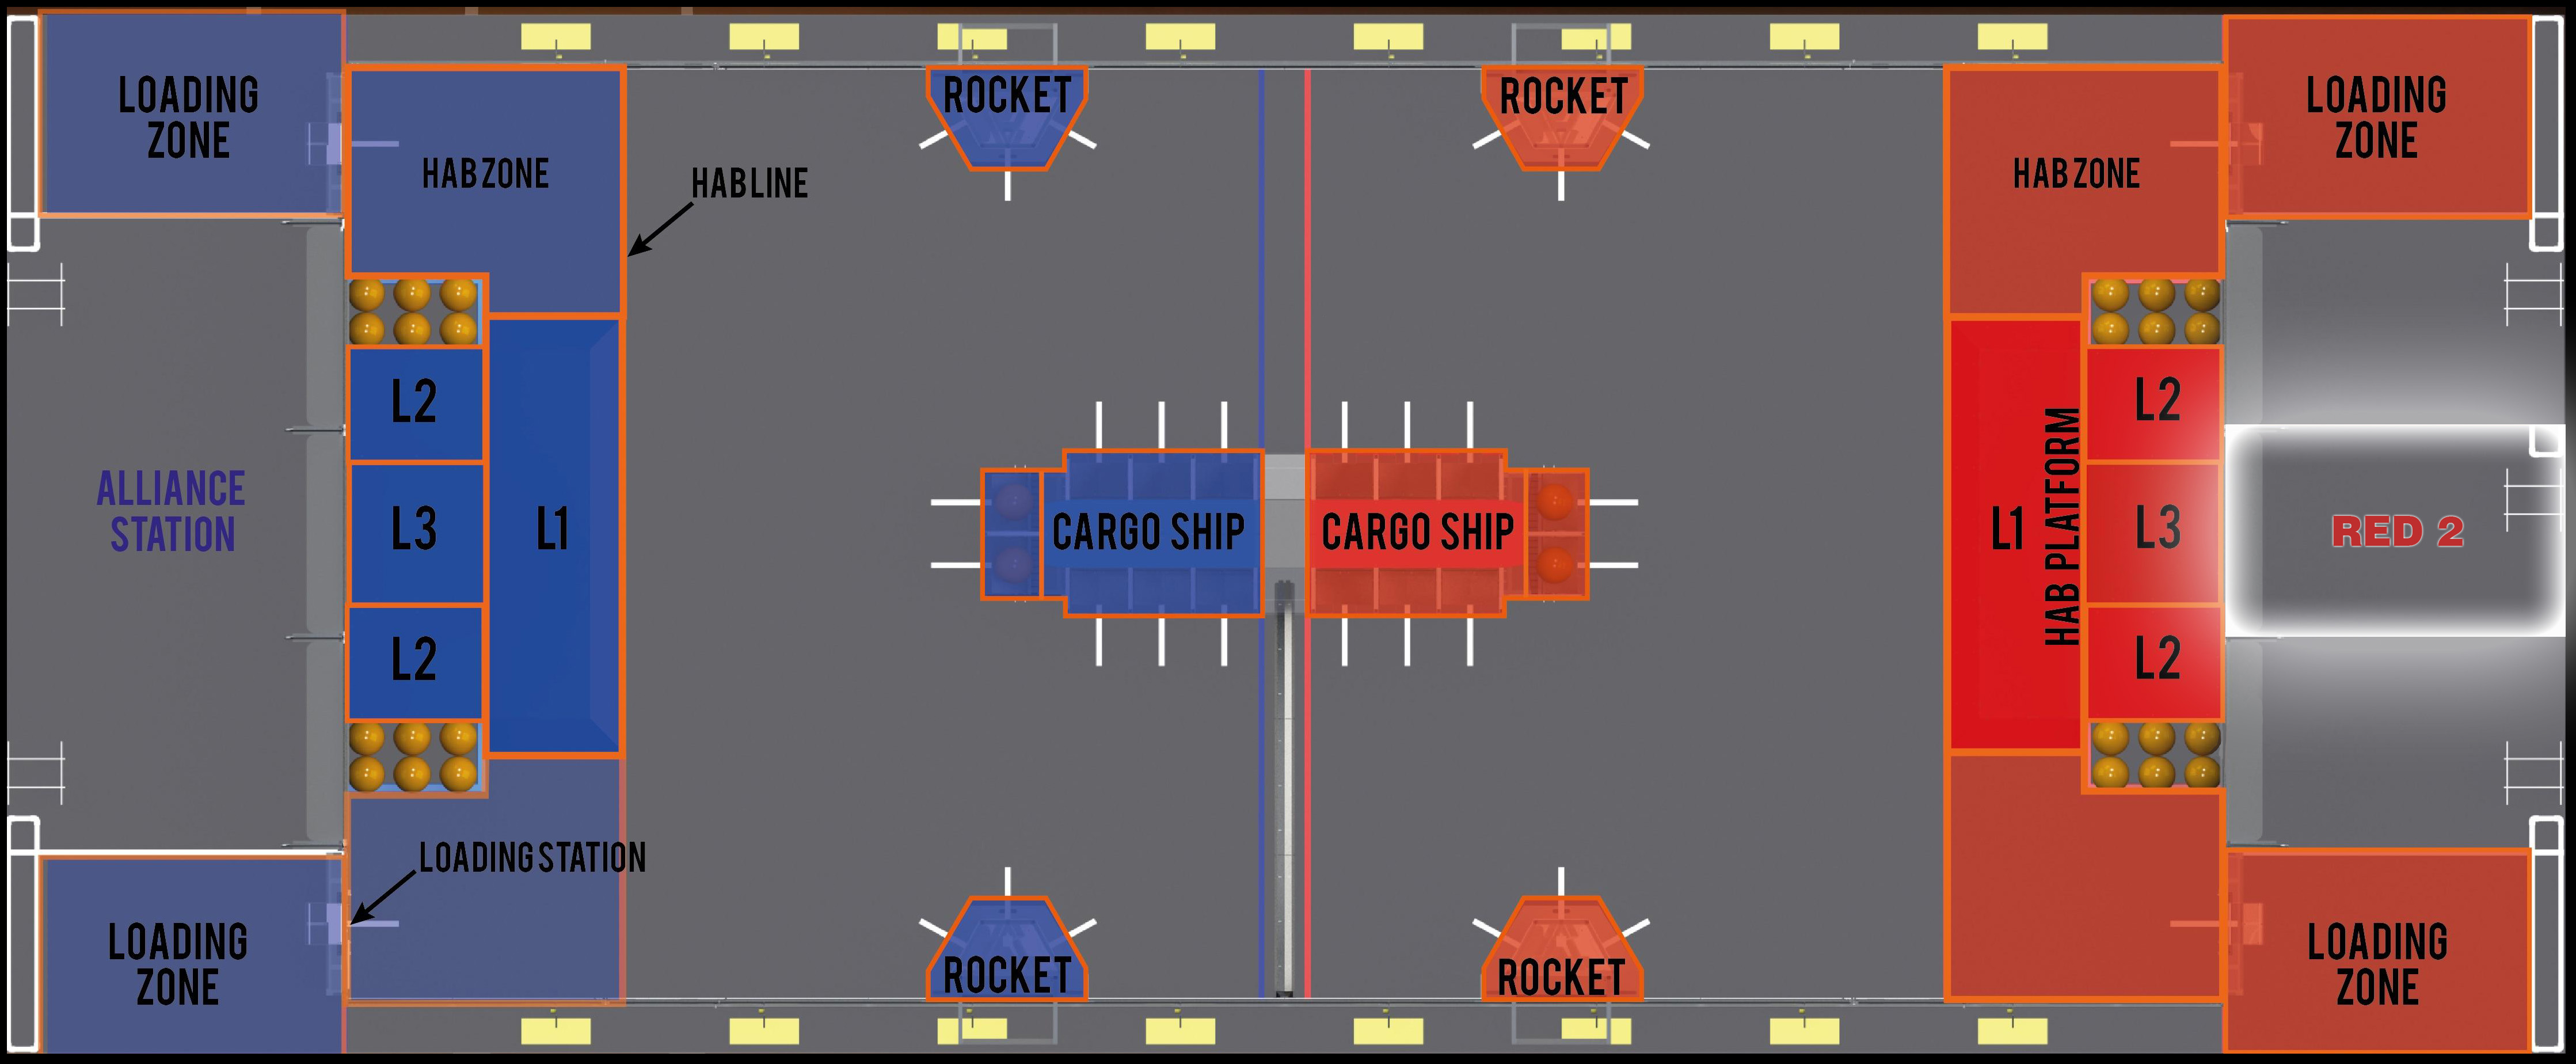 LOADING
ZONE
HAB ZONE
HAB LINE
ROCKET
ROCKET
HAB ZONE
LOADING
ZONE
L2
L2
ALLIANCE
STATION
L3
L1
CARGO SHIP
CARGO SHIP
L1
HAB PLATFORM
L3
RED 2
L2
L2
LOADING STATION
LOADING
ZONE
ROCKET
ROCKET
LOADING
ZONE